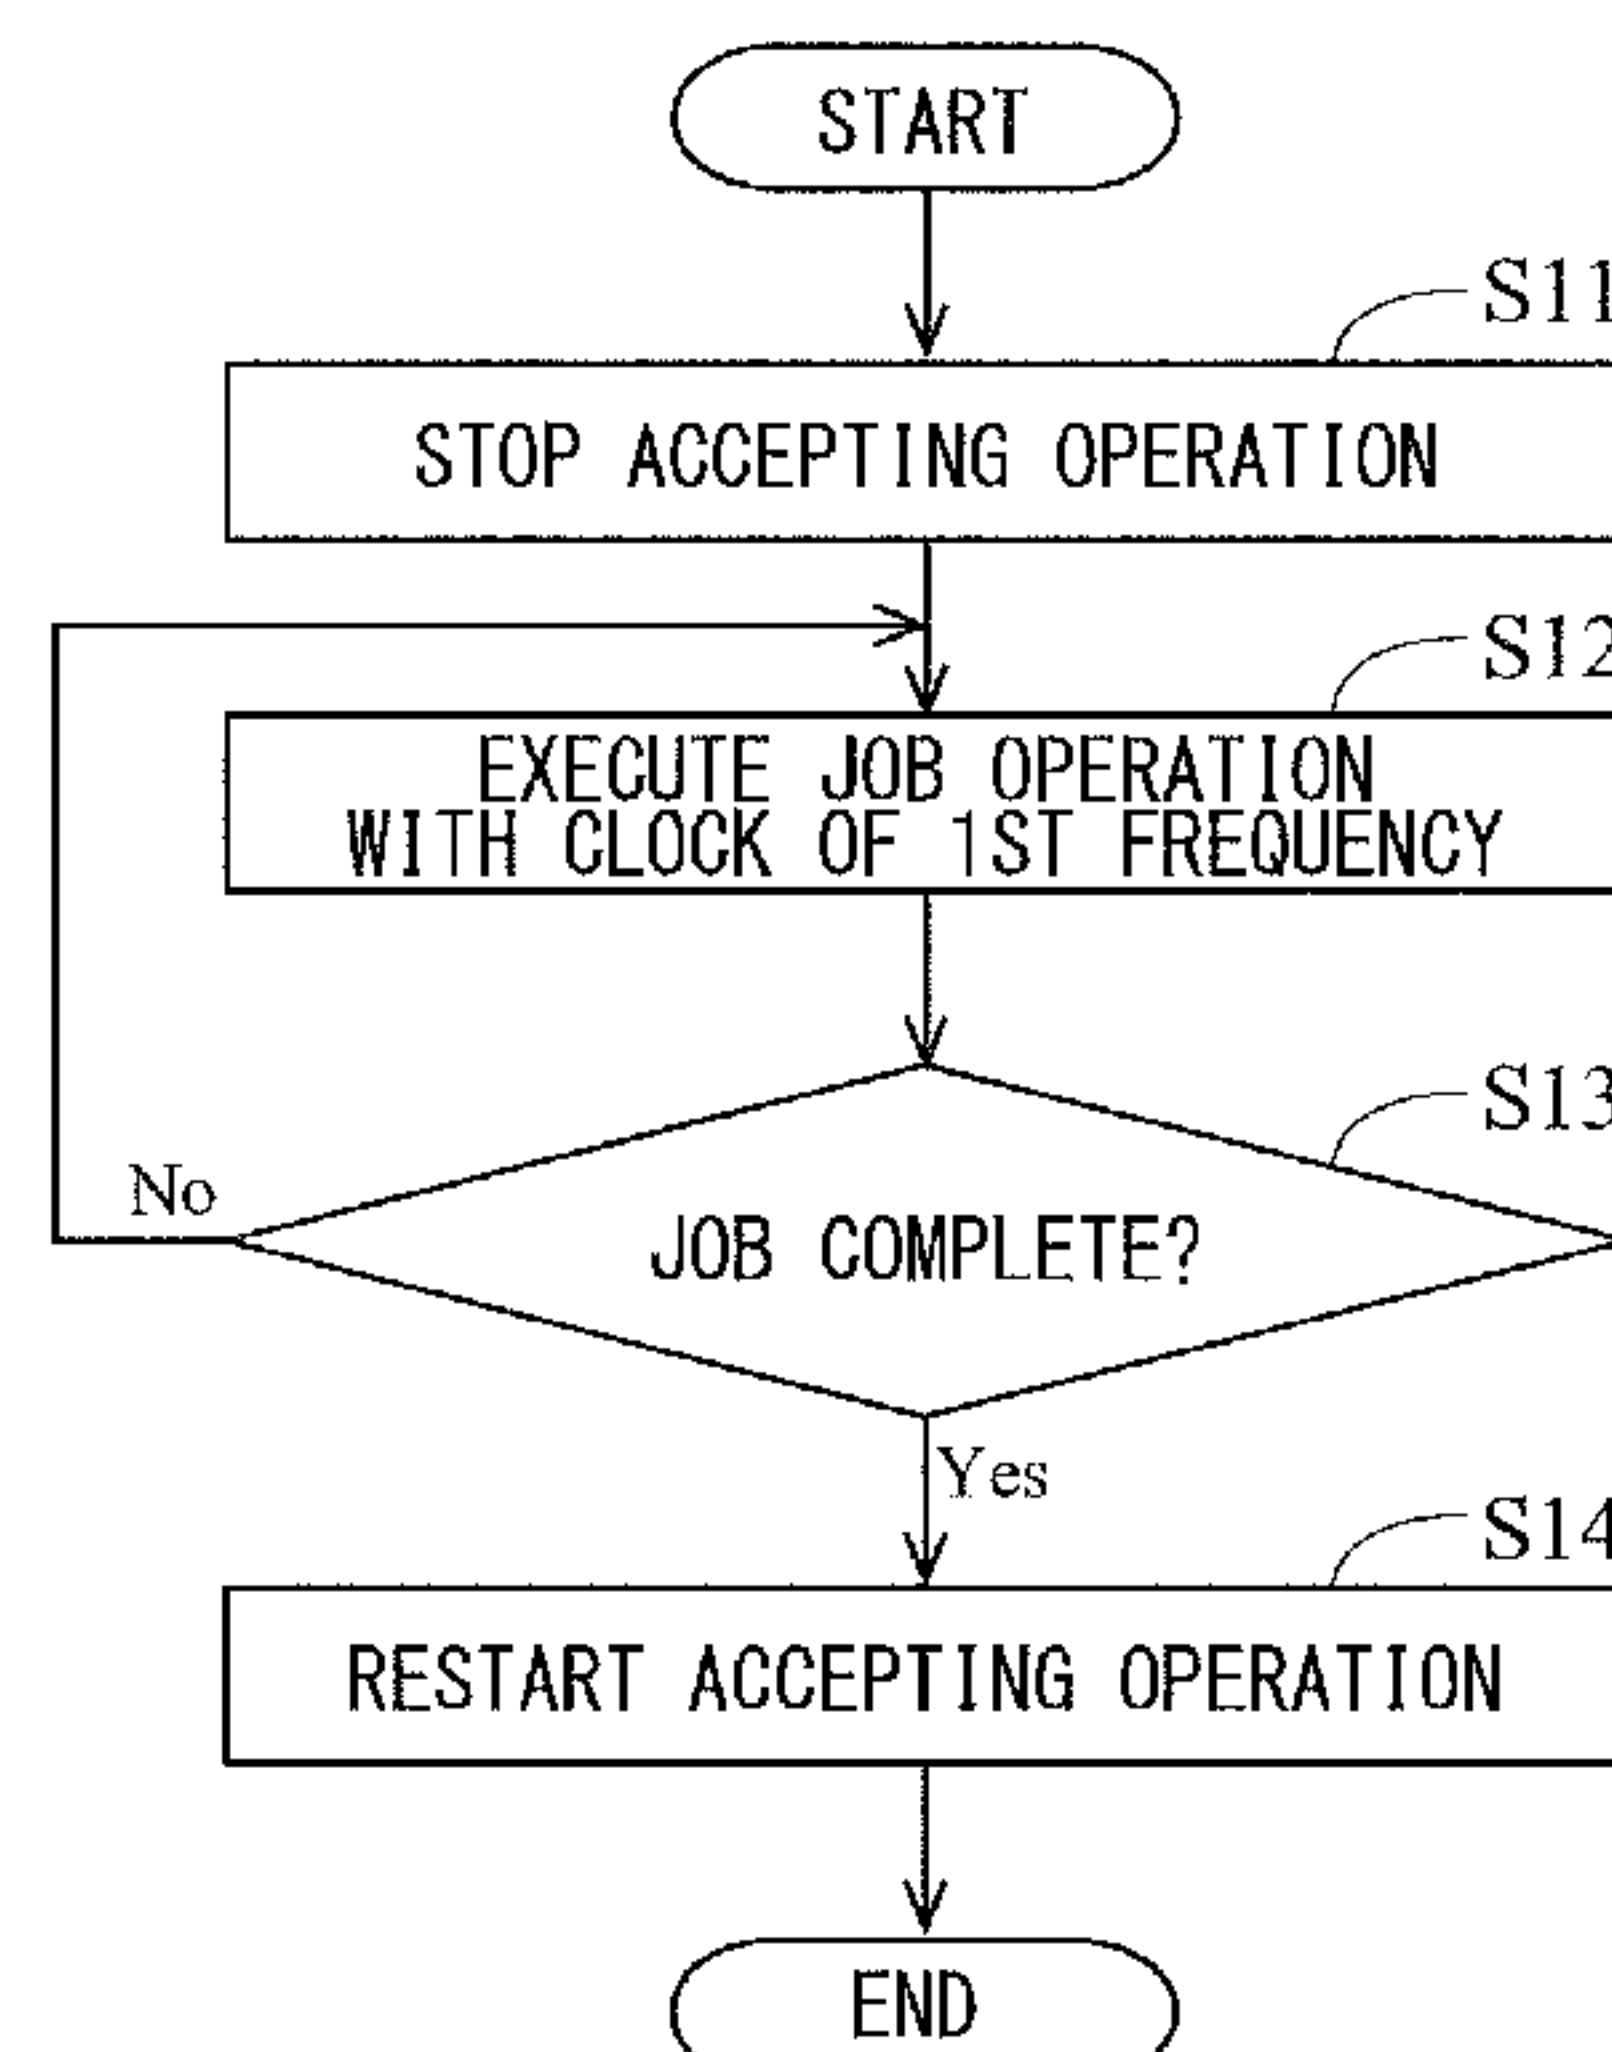 START
S11
STOP ACCEPTING OPERATION
S12
EXECUTE JOB OPERATION
WITH CLOCK OF 1ST FREQUENCY
S13
No
JOB COMPLETE?
Yes
S14
RESTART ACCEPTING OPERATION
END